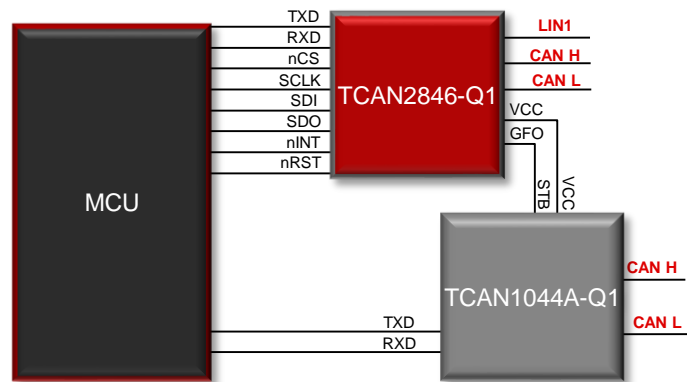 TXD
RXD
nCS
SCLK
SDI
SDO
nINT
nRST
MCU
TCAN2846-Q1
LIN1
CAN H
CAN L
VCC
GFO
STB
VCC
TCAN1044A-Q1
CAN H
CAN L
TXD
RXD